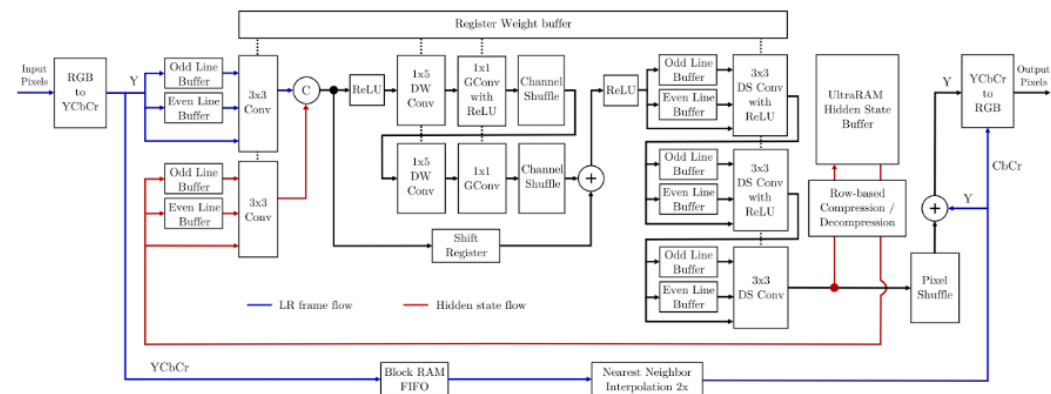 Register Weight buffer
Input
Pixels
RGB
to
YCbCr
Y
Odd Line
Buffer
Even Line
Buffer
3x3
Conv
C
ReLU
1x5
DW
Conv
1x1
GConv
with
ReLU
Channel
Shuffle
1x5
DW
Conv
1x1
GConv
Channel
Shuffle
+
Shift
Register
Odd Line
Buffer
Even Line
Buffer
3x3
Conv
ReLU
Odd Line
Buffer
Even Line
Buffer
3x3
DS Conv
with
ReLU
Odd Line
Buffer
Even Line
Buffer
3x3
DS Conv
with
ReLU
Odd Line
Buffer
Even Line
Buffer
3x3
DS Conv
UltraRAM
Hidden State
Buffer
Row-based
Compression /
Decompression
Pixel
Shuffle
+
Y
Y
CbCr
YCbCr
to
RGB
Output
Pixels
LR frame flow
Hidden state flow
YCbCr
Block RAM
FIFO
Nearest Neighbor
Interpolation 2x